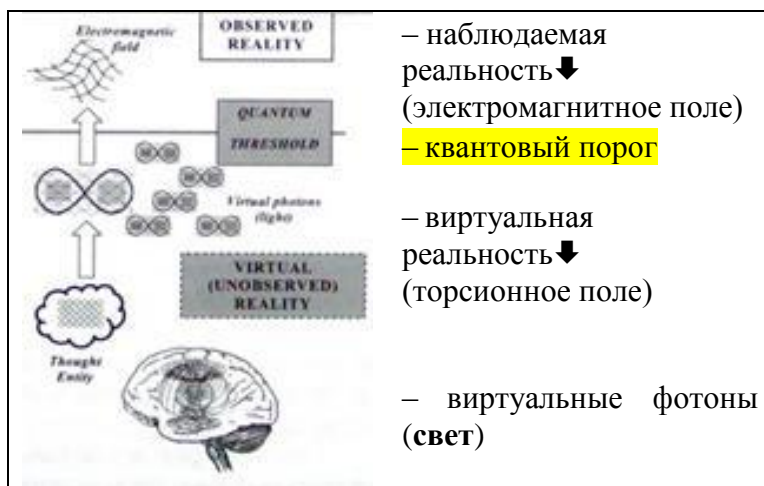 Electromagnetic
field
OBSERVED
REALITY
QUANTUM
THRESHOLD
Virtual photons
(light)
VIRTUAL
(UNOBSERVED)
REALITY
Thought
Entity
– наблюдаемая
реальность🡇
(электромагнитное поле)
– квантовый порог
– виртуальная
реальность🡇
(торсионное поле)
– виртуальные фотоны
(свет)